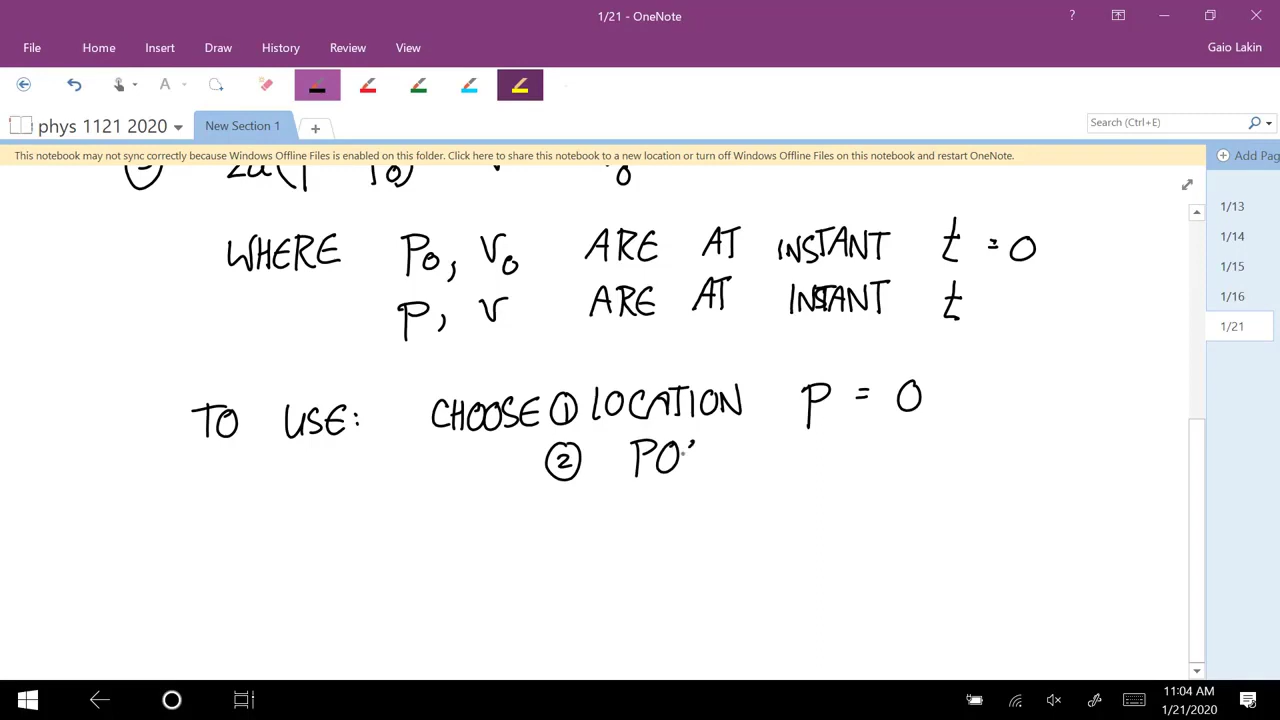 1/21 - OneNote
?
File Home Insert Draw History Review View
Gaio Lakin
A
phys 1121 2020
New Section 1
+
Search (Ctrl+E)
This notebook may not sync correctly because Windows Offline Files is enabled on this folder. Click here to share this notebook to a new location or turn off Windows Offline Files on this notebook and restart OneNote.
Add Pag
1/13
1/14
1/15
1/16
1/21
WHERE p0, v0 ARE AT INSTANT t = 0
p, v ARE AT INSTANT t
TO USE: CHOOSE ① LOCATION p = 0
② PO
11:04 AM
1/21/2020